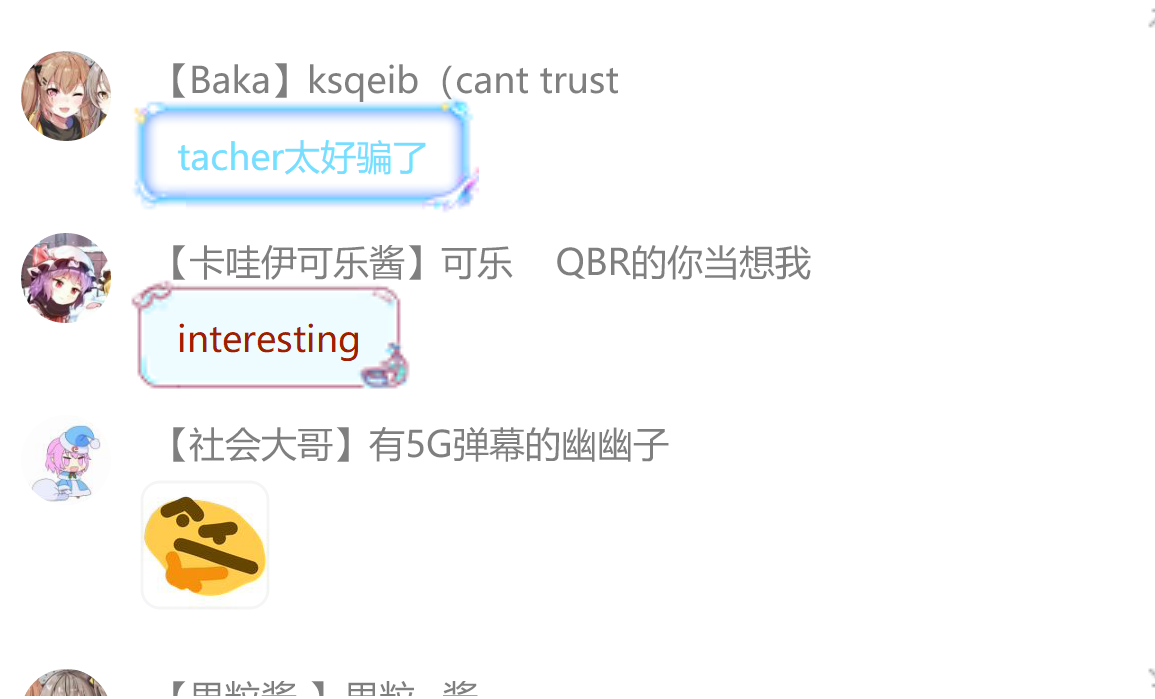 【Baka】ksqeib（cant trust
tacher太好骗了
【卡哇伊可乐酱】可乐 QBR的你当想我
interesting
【社会大哥】有5G弹幕的幽幽子